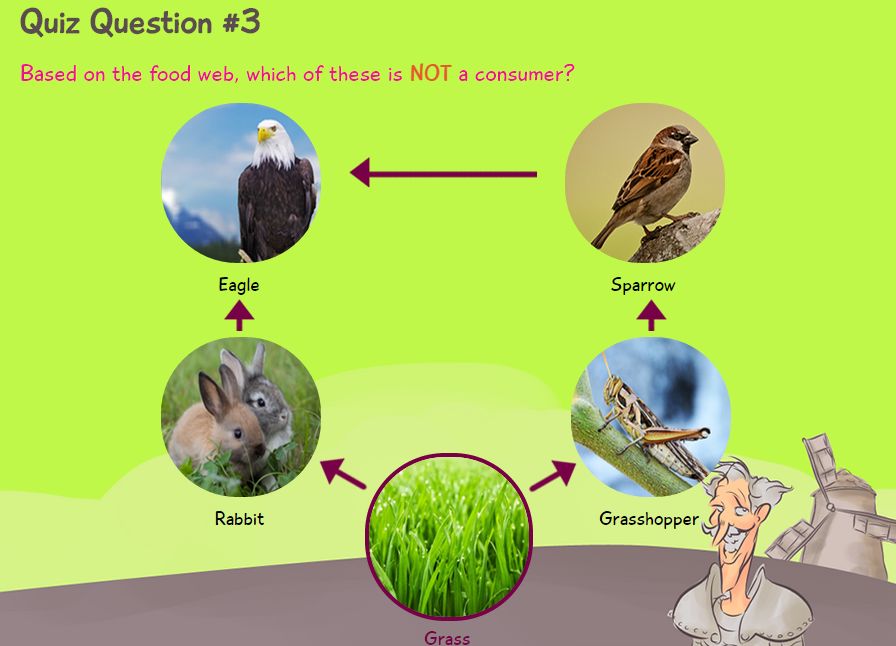 Quiz Question #3
Based on the food web, which of these is NOT a consumer?
Eagle
Sparrow
Rabbit
Grasshopper
Grass